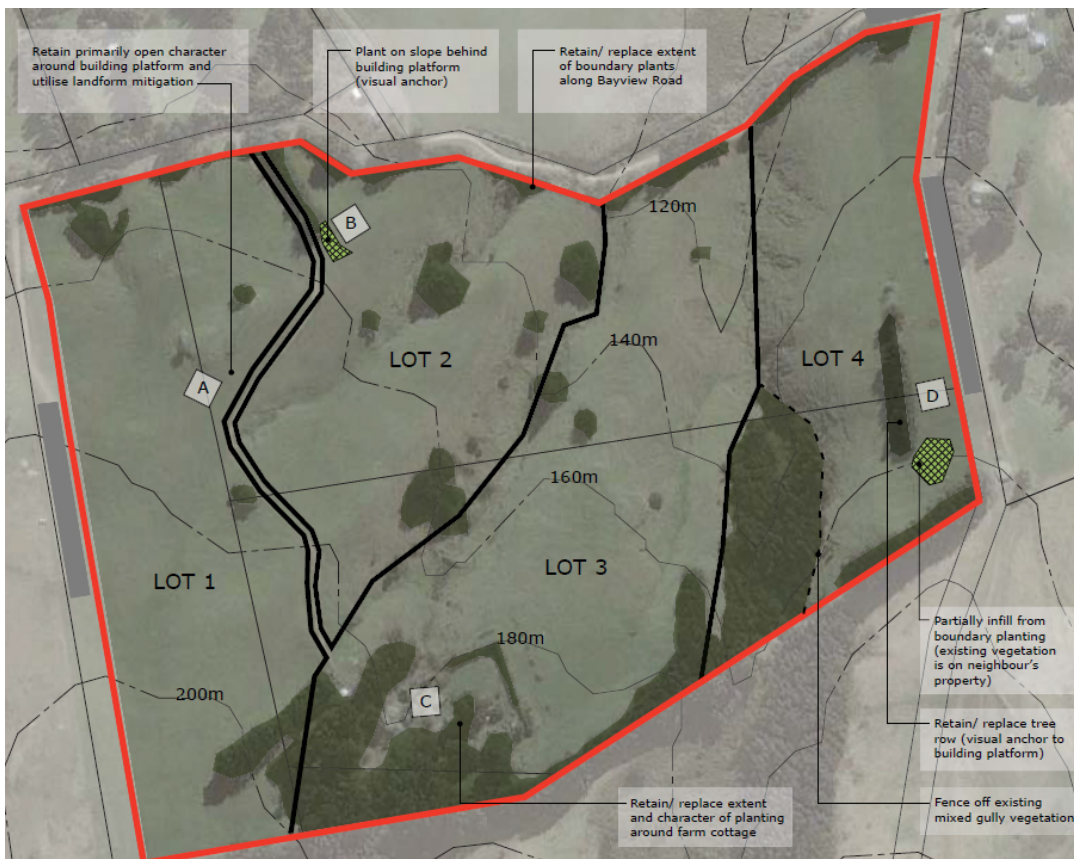 Retain primarily open character
around building platform and
utilise landform mitigation
Plant on slope behind
building platform
(visual anchor)
Retain/ replace extent
of boundary plants
along Bayview Road
B
120m
A
LOT 2
140m
LOT 4
D
160m
LOT 1
LOT 3
180m
200m
C
Partially infill from
boundary planting
(existing vegetation
is on neighbour's
property)
Retain/ replace tree
row (visual anchor to
building platform)
Retain/ replace extent
and character of planting
around farm cottage
Fence off existing
mixed gully vegetation